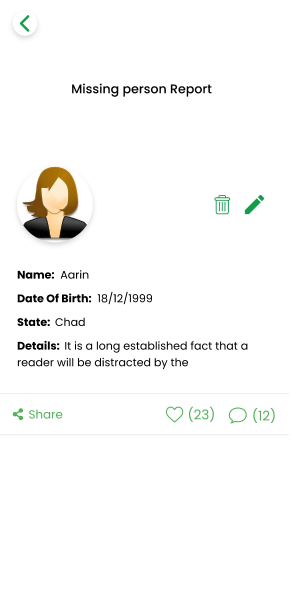 Missing person Report
Name: Aarin
Date Of Birth: 18/12/1999
State: Chad
Details: It is a long established fact that a
reader will be distracted by the
Share (23) (12)